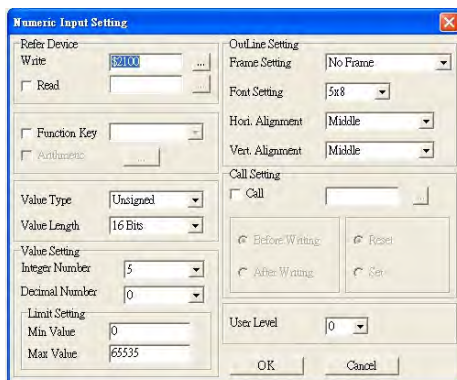 Numeric Input Setting
Refer Device
Write $2100 ...
Read ...
Function Key
Arithmetic ...
Value Type Unsigned
Value Length 16 Bits
Value Setting
Integer Number 5
Decimal Number 0
Limit Setting
Min Value 0
Max Value 65535
OutLine Setting
Frame Setting No Frame
Font Setting 5x8
Hori. Alignment Middle
Vert. Alignment Middle
Call Setting
Call ...
Before Writing Reset
After Writing Set
User Level 0
OK Cancel